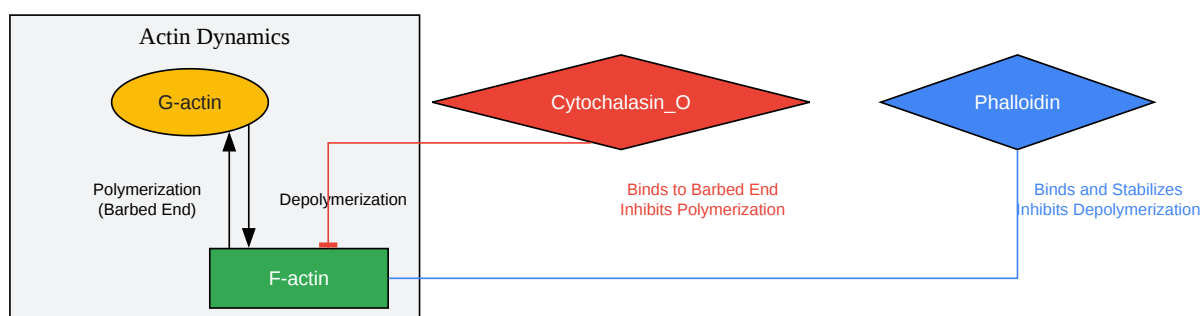 Actin Dynamics
G-actin
Cytochalasin_O
Phalloidin
Polymerization
(Barbed End)
Depolymerization
Binds to Barbed End
Inhibits Polymerization
Binds and Stabilizes
Inhibits Depolymerization
F-actin